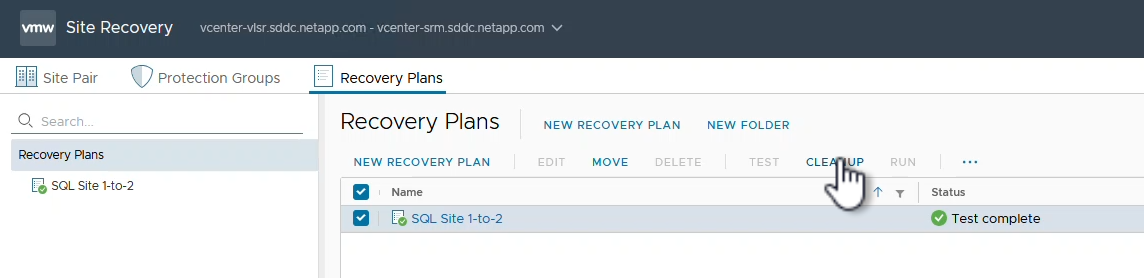 vmw Site Recovery vcenter-vlsr.sddc.netapp.com - vcenter-srm.sddc.netapp.com
Site Pair Protection Groups Recovery Plans
Search...
Recovery Plans
SQL Site 1-to-2
Recovery Plans NEW RECOVERY PLAN NEW FOLDER
NEW RECOVERY PLAN EDIT MOVE DELETE TEST CLEANUP RUN ...
Name Status
SQL Site 1-to-2 Test complete